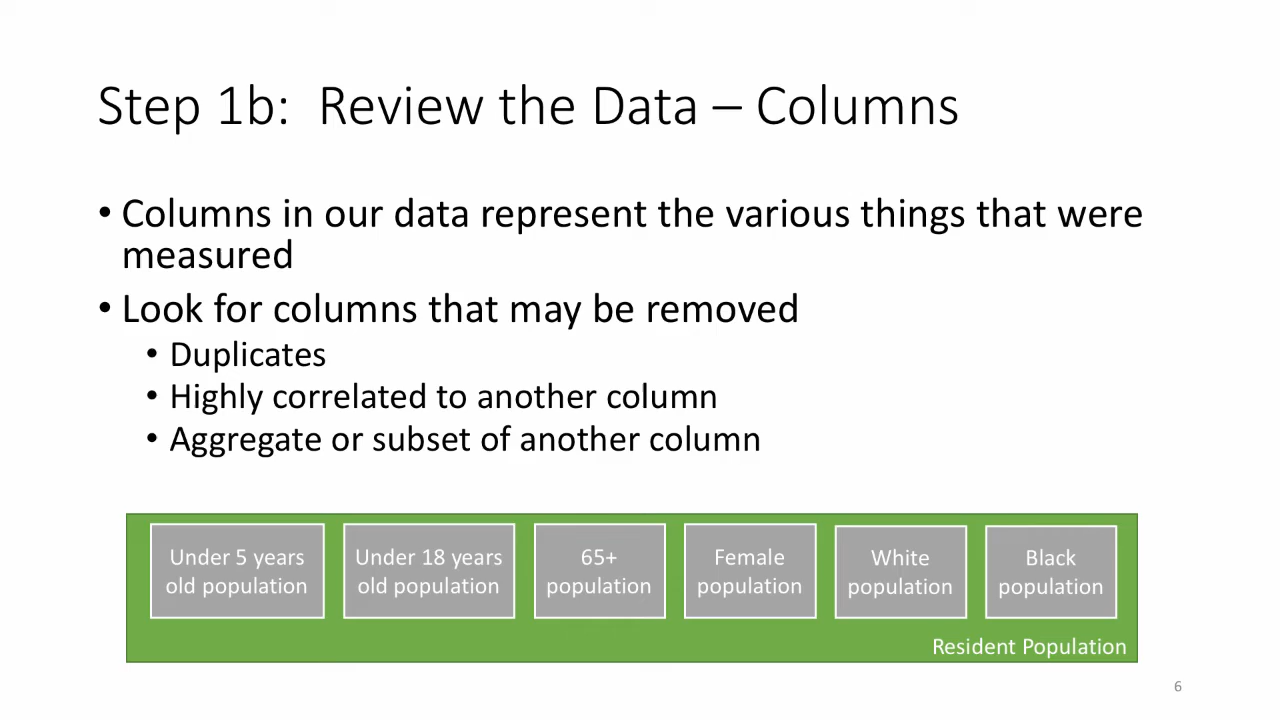 Step 1b:  Review the Data – Columns
• Columns in our data represent the various things that were
measured
• Look for columns that may be removed
• Duplicates
• Highly correlated to another column
• Aggregate or subset of another column
Under 5 years
old population
Under 18 years
old population
65+
population
Female
population
White
population
Black
population
Resident Population
6